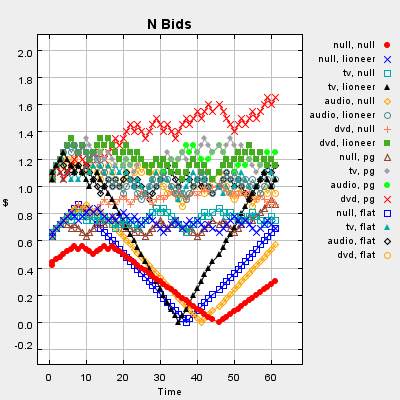 N Bids
2.0
1.8
1.6
1.4
1.2
1.0
0.8
0.6
0.4
0.2
0.0
-0.2
$
0 10 20 30 40 50 60
Time
null, null
null, lioneer
tv, null
tv, lioneer
audio, null
audio, lioneer
dvd, null
dvd, lioneer
null, pg
tv, pg
audio, pg
dvd, pg
null, flat
tv, flat
audio, flat
dvd, flat